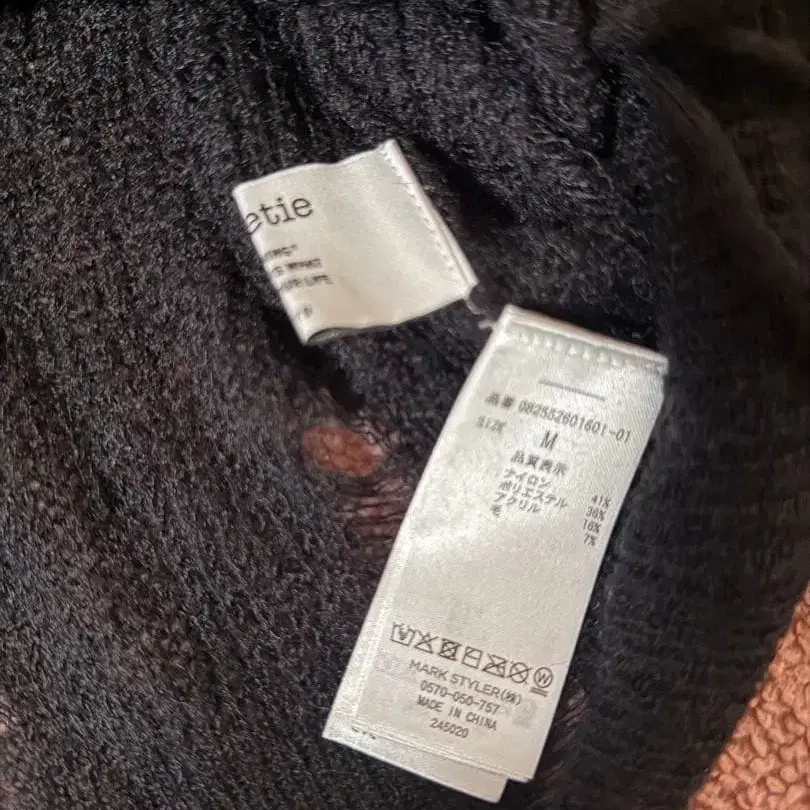 etie
品番 082552601601-01
SIZE M
品質表示
ナイロン 41%
ポリエステル 36%
アクリル 16%
毛 7%
MARK STYLER(株)
0570-050-757
MADE IN CHINA
245020